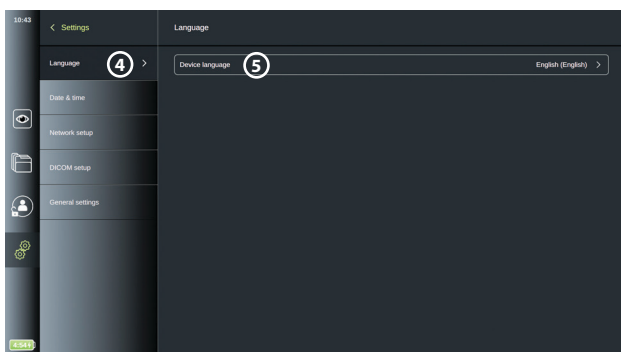 10:43
Settings
Language
Language
4
Device language
5
English (English)
Date & time
Network setup
DICOM setup
General settings
4:54